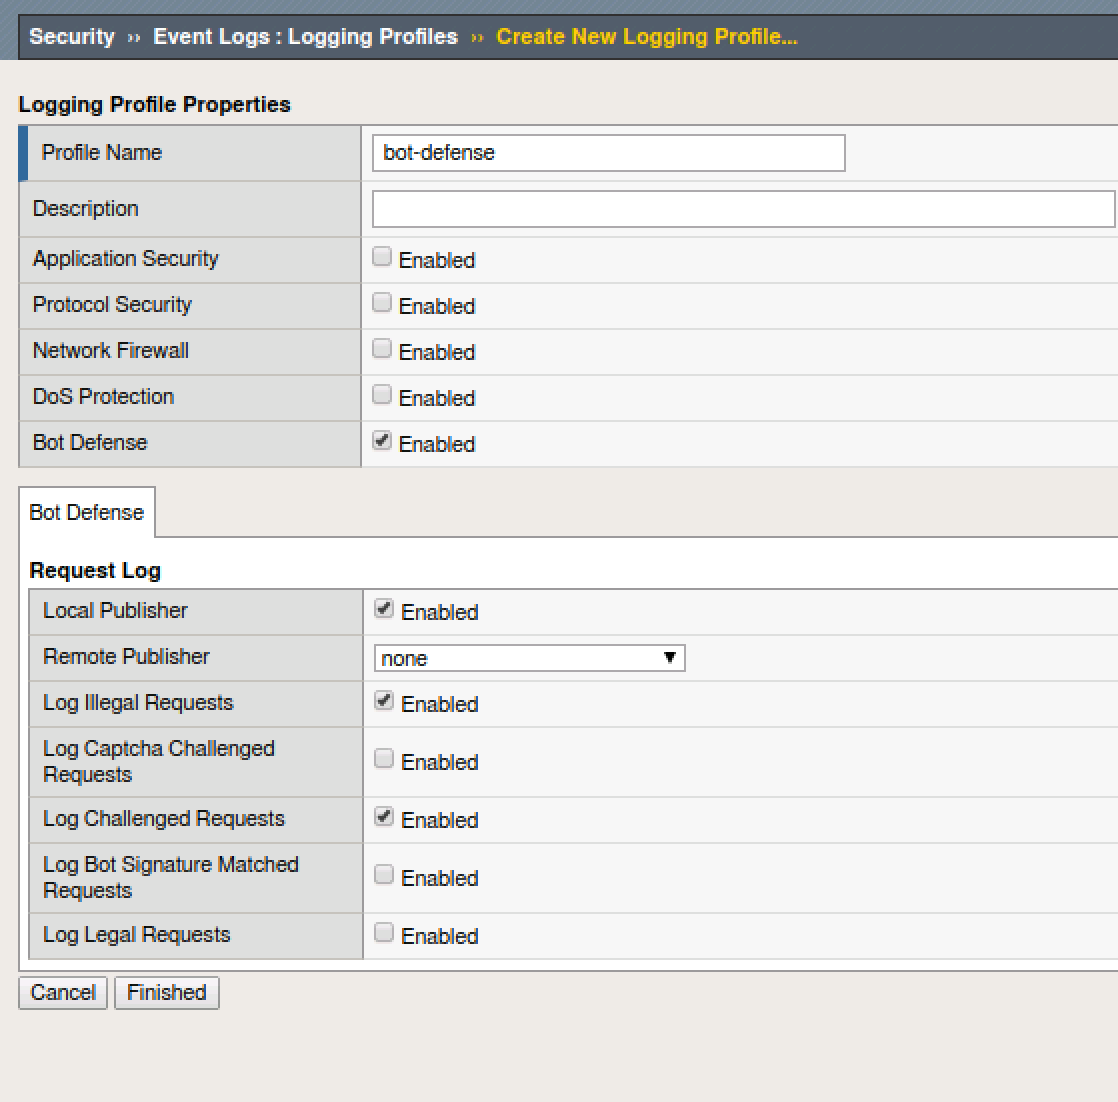 Security ›› Event Logs : Logging Profiles ›› Create New Logging Profile...
Logging Profile Properties
Profile Name bot-defense
Description
Application Security Enabled
Protocol Security Enabled
Network Firewall Enabled
DoS Protection Enabled
Bot Defense Enabled
Bot Defense
Request Log
Local Publisher Enabled
Remote Publisher none
Log Illegal Requests Enabled
Log Captcha Challenged
Requests Enabled
Log Challenged Requests Enabled
Log Bot Signature Matched
Requests Enabled
Log Legal Requests Enabled
Cancel Finished